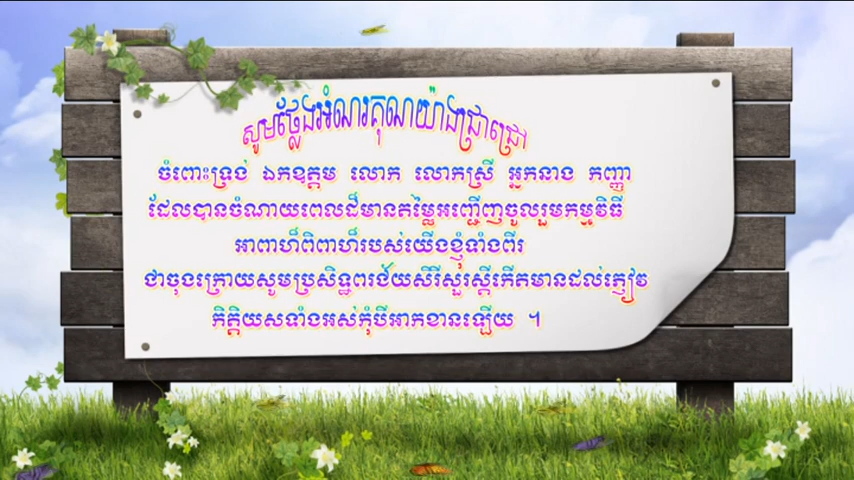 សូមថ្លែងអំណរគុណយ៉ាងជ្រាជ្រៅ
ចំពោះទ្រង់ ឯកឧត្តម លោក លោកស្រី អ្នកនាង កញ្ញា
ដែលបានចំណាយពេលដ៏មានតម្លៃអញ្ជើញចូលរួមកម្មវិធី
អាពាហ៍ពិពាហ៍របស់យើងខ្ញុំទាំងពីរ
ជាចុងក្រោយសូមប្រសិទ្ឋពរជ័យសិរីសួរស្តីកើតមានដល់ភ្ញៀវ
កិត្តិយសទាំងអស់កុំបីអាកខានឡើយ ។